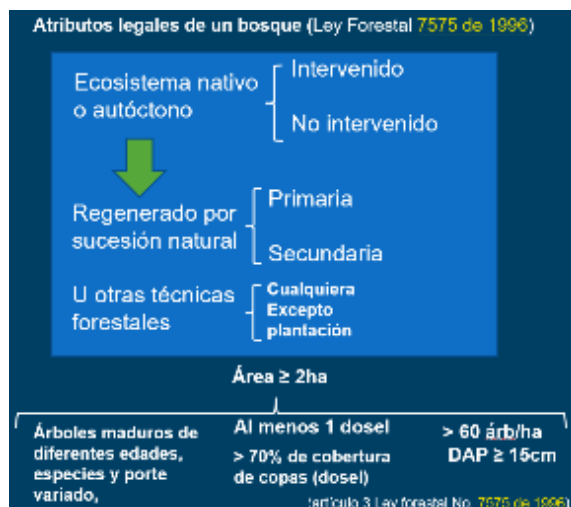 Atributos legales de un bosque (Ley Forestal 7575 de 1996)
Ecosistema nativo
o autóctono
Intervenido
No intervenido
Regenerado por
sucesión natural
Primaria
Secundaria
U otras técnicas
forestales
Cualquiera
Excepto
plantación
Área ≥ 2ha
Árboles maduros de
diferentes edades,
especies y porte
variado,
Al menos 1 dosel
> 70% de cobertura
de copas (dosel)
> 60 árb/ha
DAP ≥ 15cm
(artículo 3 Ley forestal No. 7575 de 1996)